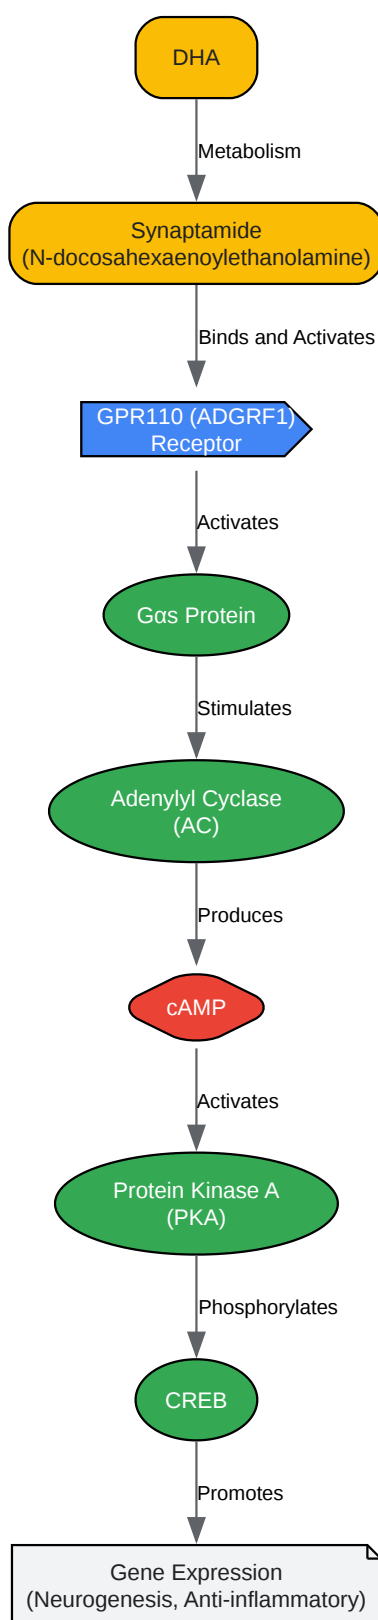 DHA
Metabolism
Synaptamide
(N-docosahexaenoylethanolamine)
Binds and Activates
GPR110 (ADGRF1)
Receptor
Activates
Gαs Protein
Stimulates
Adenylyl Cyclase
(AC)
Produces
cAMP
Activates
Protein Kinase A
(PKA)
Phosphorylates
CREB
Promotes
Gene Expression
(Neurogenesis, Anti-inflammatory)